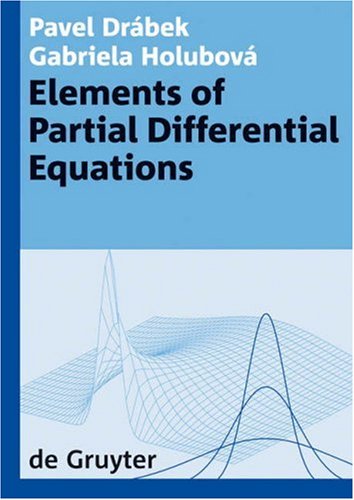 Pavel Drábek
Gabriela Holubová
Elements of
Partial Differential
Equations
de Gruyter